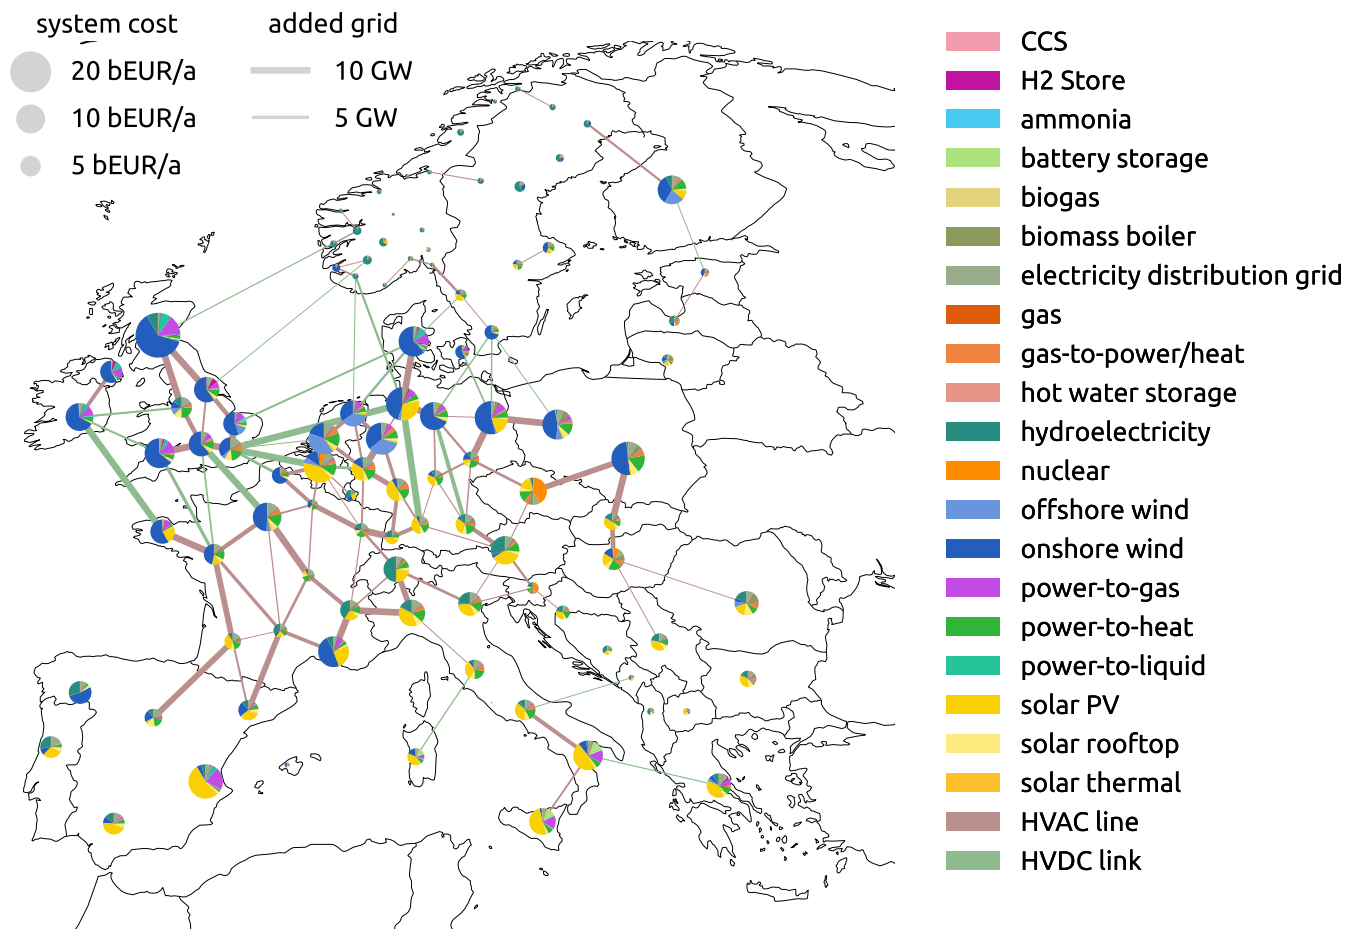 system cost
20 bEUR/a
10 bEUR/a
5 bEUR/a
added grid
10 GW
5 GW
CCS
H2 Store
ammonia
battery storage
biogas
biomass boiler
electricity distribution grid
gas
gas-to-power/heat
hot water storage
hydroelectricity
nuclear
offshore wind
onshore wind
power-to-gas
power-to-heat
power-to-liquid
solar PV
solar rooftop
solar thermal
HVAC line
HVDC link